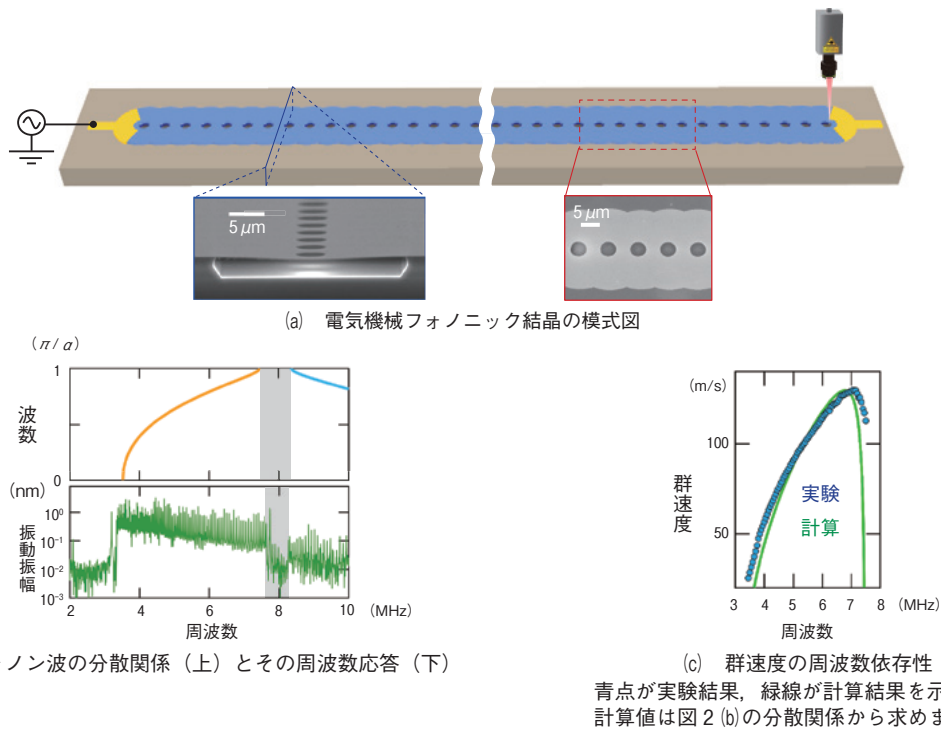 5μm
5μm
(a) 電気機械フォノニック結晶の模式図
(π/a)
1
波数
0
(nm)
10⁰
10⁻¹
10⁻²
10⁻³
振動振幅
2 4 6 8 10 (MHz)
周波数
ノン波の分散関係（上）とその周波数応答（下）
(m/s)
100
50
群速度
実験
計算
3 4 5 6 7 8 (MHz)
周波数
(c) 群速度の周波数依存性
青点が実験結果，緑線が計算結果を示
計算値は図２(b)の分散関係から求めま